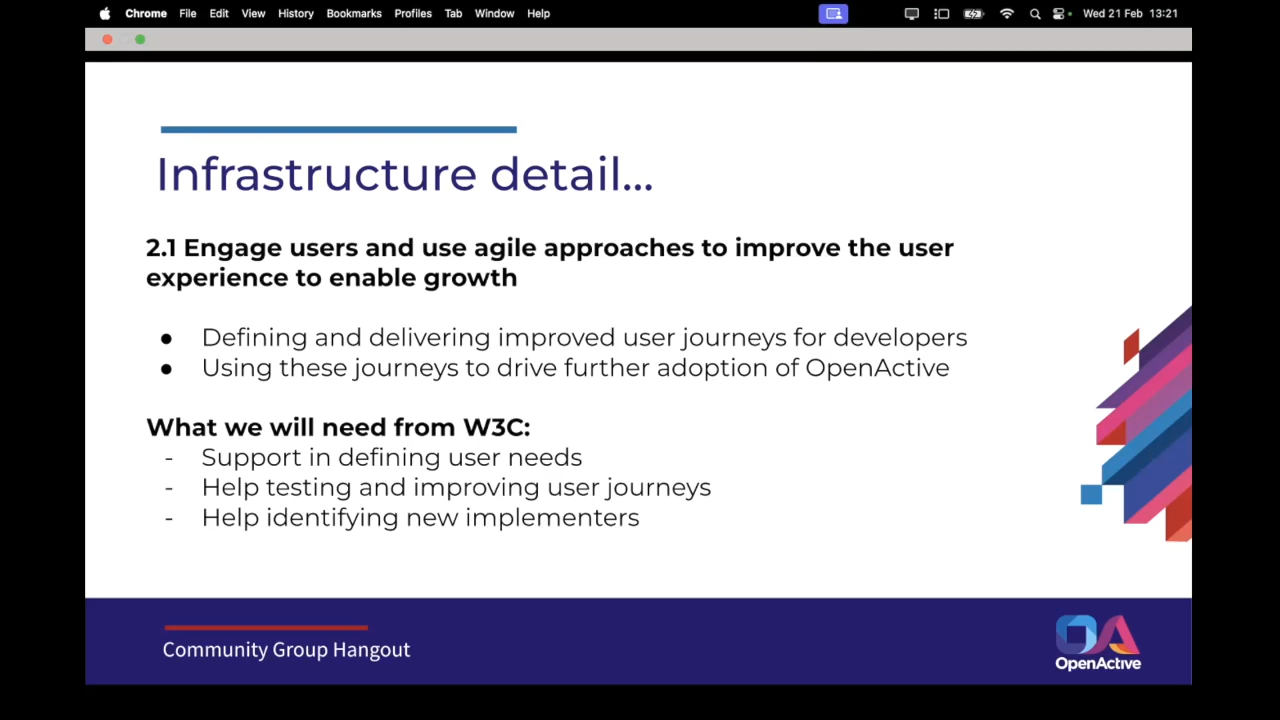 Chrome File Edit View History Bookmarks Profiles Tab Window Help Wed 21 Feb 13:21
Infrastructure detail...
2.1 Engage users and use agile approaches to improve the user
experience to enable growth
● Defining and delivering improved user journeys for developers
● Using these journeys to drive further adoption of OpenActive
What we will need from W3C:
- Support in defining user needs
- Help testing and improving user journeys
- Help identifying new implementers
Community Group Hangout
OA
OpenActive